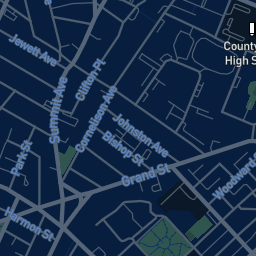 County
High S
Jewett Ave
Clifton Pl
Summit Ave
Cornelison Ave
Johnston Ave
Bishop St
Park St
Grand St
Woodward S
Harmon St